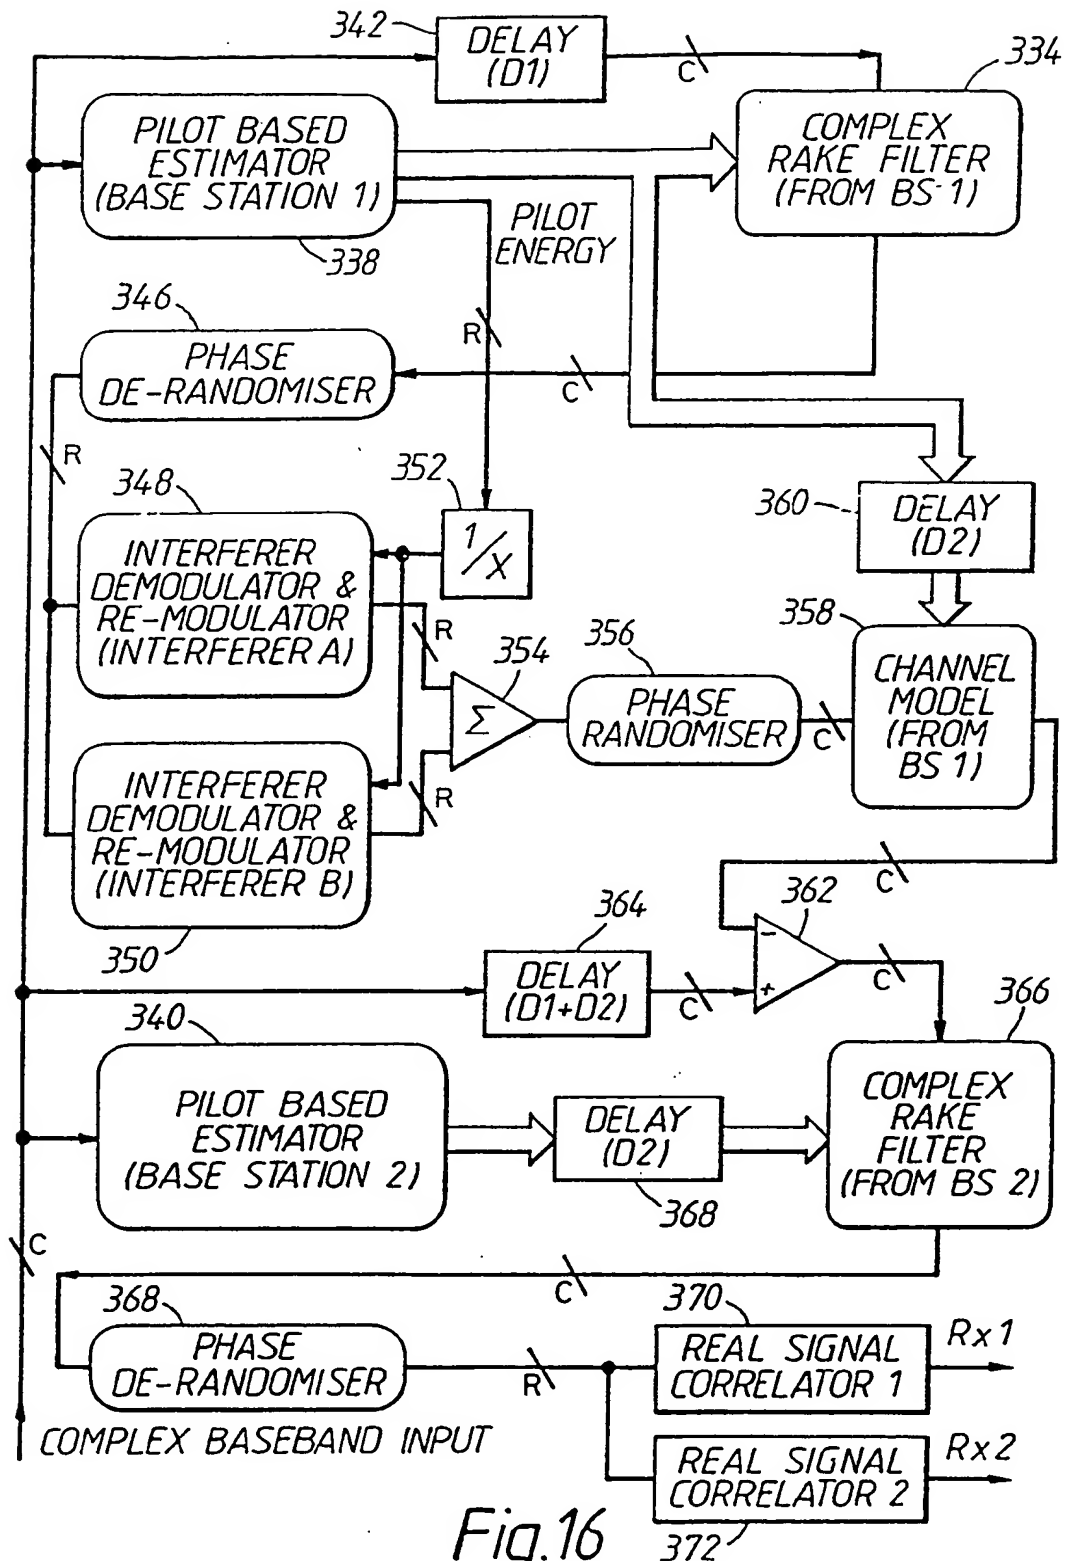 342
DELAY
(D1)
C
334
PILOT BASED
ESTIMATOR
(BASE STATION 1)
338
COMPLEX
RAKE FILTER
(FROM BS 1)
PILOT
ENERGY
R
346
PHASE
DE-RANDOMISER
C
R
348
352
1/X
360
DELAY
(D2)
INTERFERER
DEMODULATOR &
RE-MODULATOR
(INTERFERER A)
R
354
Σ
356
PHASE
RANDOMISER
C
358
CHANNEL
MODEL
(FROM
BS 1)
INTERFERER
DEMODULATOR &
RE-MODULATOR
(INTERFERER B)
R
350
C
362
-
+
364
DELAY
(D1+D2)
C
C
366
340
PILOT BASED
ESTIMATOR
(BASE STATION 2)
DELAY
(D2)
368
COMPLEX
RAKE
FILTER
(FROM BS 2)
C
C
368
PHASE
DE-RANDOMISER
R
370
REAL SIGNAL
CORRELATOR 1
Rx1
COMPLEX BASEBAND INPUT
REAL SIGNAL
CORRELATOR 2
Rx2
372
Fig.16